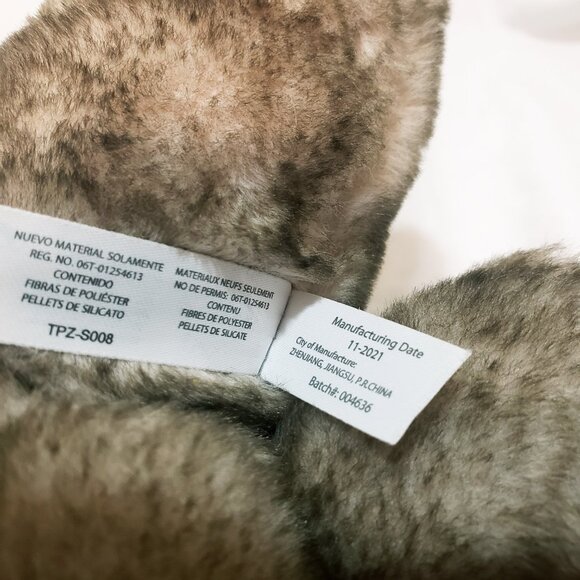 NUEVO MATERIAL SOLAMENTE
REG. NO. 06T-01254613
CONTENIDO
FIBRAS DE POLIÉSTER
PELLETS DE SILICATO
TPZ-S008
MATERIAUX NEUFS SEULEMENT
NO DE PERMIS: 06T-01254613
CONTENU
FIBRES DE POLYESTER
PELLETS DE SILICATE
Manufacturing Date
11-2021
City of Manufacture:
ZHENJIANG, JIANGSU, P.R.CHINA
Batch#: 004636